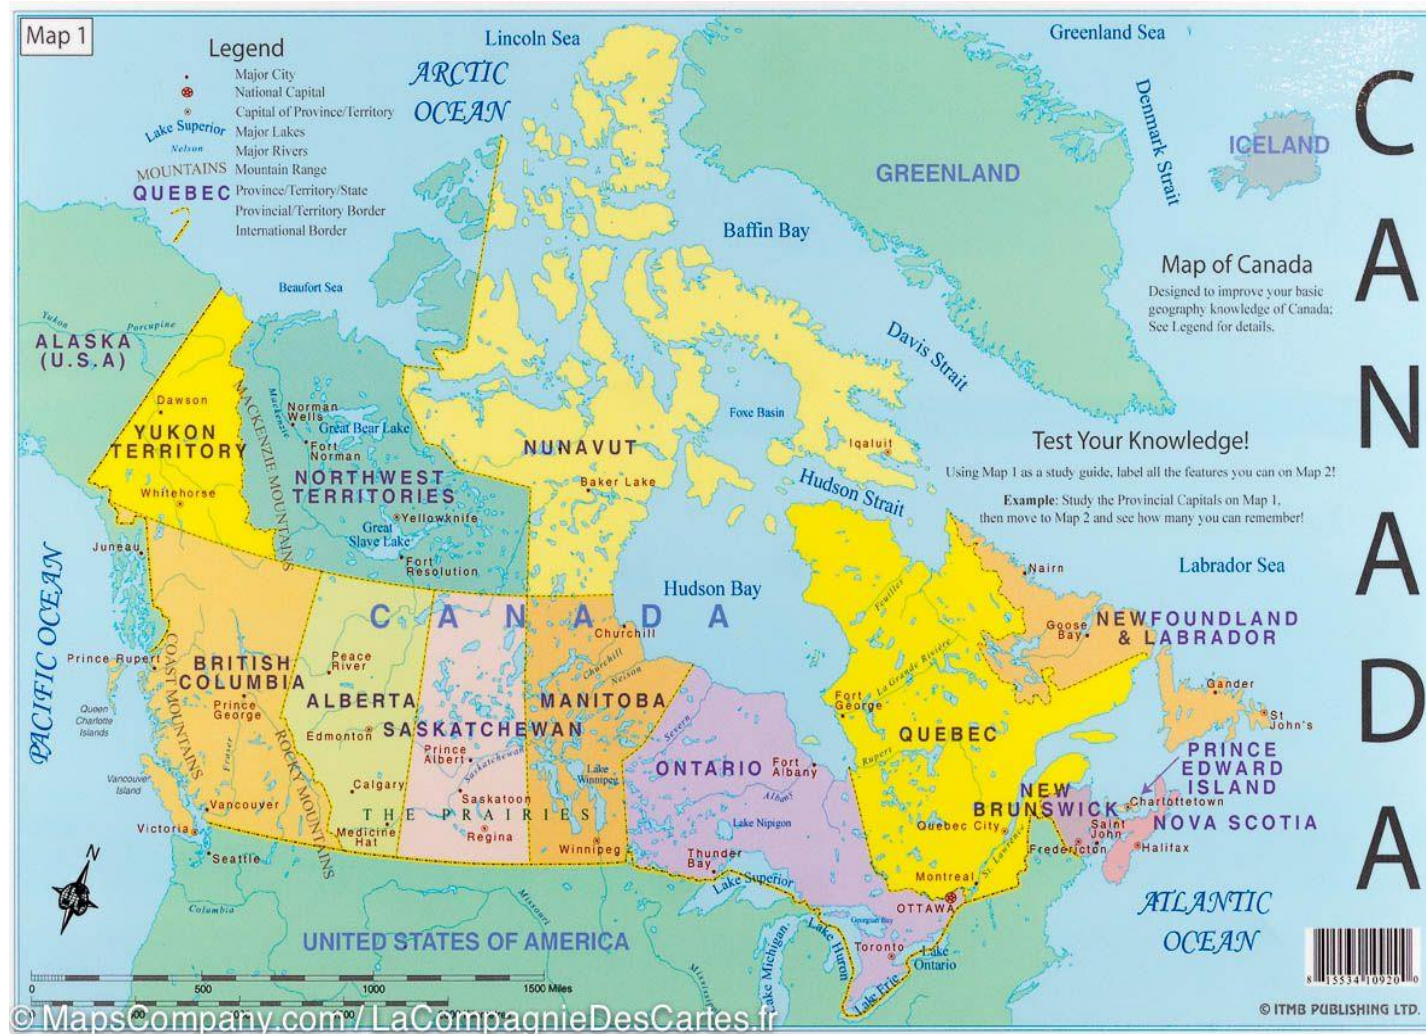 Map 1
Legend
Major City
National Capital
Capital of Province/Territory
Lake Superior
Major Lakes
Nelson
Major Rivers
MOUNTAINS
Mountain Range
QUEBEC
Province/Territory/State
Provincial/Territory Border
International Border
Lincoln Sea
ARCTIC
OCEAN
Greenland Sea
Denmark Strait
ICELAND
GREENLAND
Baffin Bay
Beaufort Sea
Davis Strait
CANADA
Map of Canada
Designed to improve your basic
geography knowledge of Canada;
See Legend for details.
Yukon
Porcupine
ALASKA
(U.S.A)
Dawson
YUKON
TERRITORY
Whitehorse
MACKENZIE MOUNTAINS
Mackenzie
Norman
Wells
Great Bear Lake
Fort
Norman
NORTHWEST
TERRITORIES
Yellowknife
Great
Slave Lake
Fort
Resolution
NUNAVUT
Baker Lake
Foxe Basin
Iqaluit
Hudson Strait
Test Your Knowledge!
Using Map 1 as a study guide, label all the features you can on Map 2!
Example: Study the Provincial Capitals on Map 1,
then move to Map 2 and see how many you can remember!
Juneau
PACIFIC OCEAN
Hudson Bay
Labrador Sea
Nairn
CANADA
Churchill
Churchill
Nelson
Feuilles
La Grande Rivière
Goose
Bay
NEWFOUNDLAND
& LABRADOR
Prince Rupert
COAST MOUNTAINS
BRITISH
COLUMBIA
Prince
George
Fraser
ROCKY MOUNTAINS
Queen
Charlotte
Islands
Vancouver
Island
Peace
River
ALBERTA
Edmonton
SASKATCHEWAN
Prince
Albert
Saskatchewan
MANITOBA
Lake
Winnipeg
Severn
ONTARIO
Fort
Albany
Albany
Fort
George
Rupert
QUEBEC
Gander
St
John's
PRINCE
EDWARD
ISLAND
Calgary
THE PRAIRIES
Saskatoon
Regina
Medicine
Hat
Winnipeg
Lake Nipigon
Thunder
Bay
Lake Superior
NEW
BRUNSWICK
Charlottetown
NOVA SCOTIA
Quebec City
St. Lawrence
Saint
John
Fredericton
Halifax
Vancouver
Victoria
Seattle
Montreal
OTTAWA
Georgian Bay
Toronto
Lake
Ontario
Lake Huron
Lake Michigan
Lake Erie
ATLANTIC
OCEAN
N
Columbia
Missouri
UNITED STATES OF AMERICA
0 500 1000 1500 Miles
8 15534 10920 0
© ITMB PUBLISHING LTD.
© MapsCompany.com / LaCompagnieDesCartes.fr